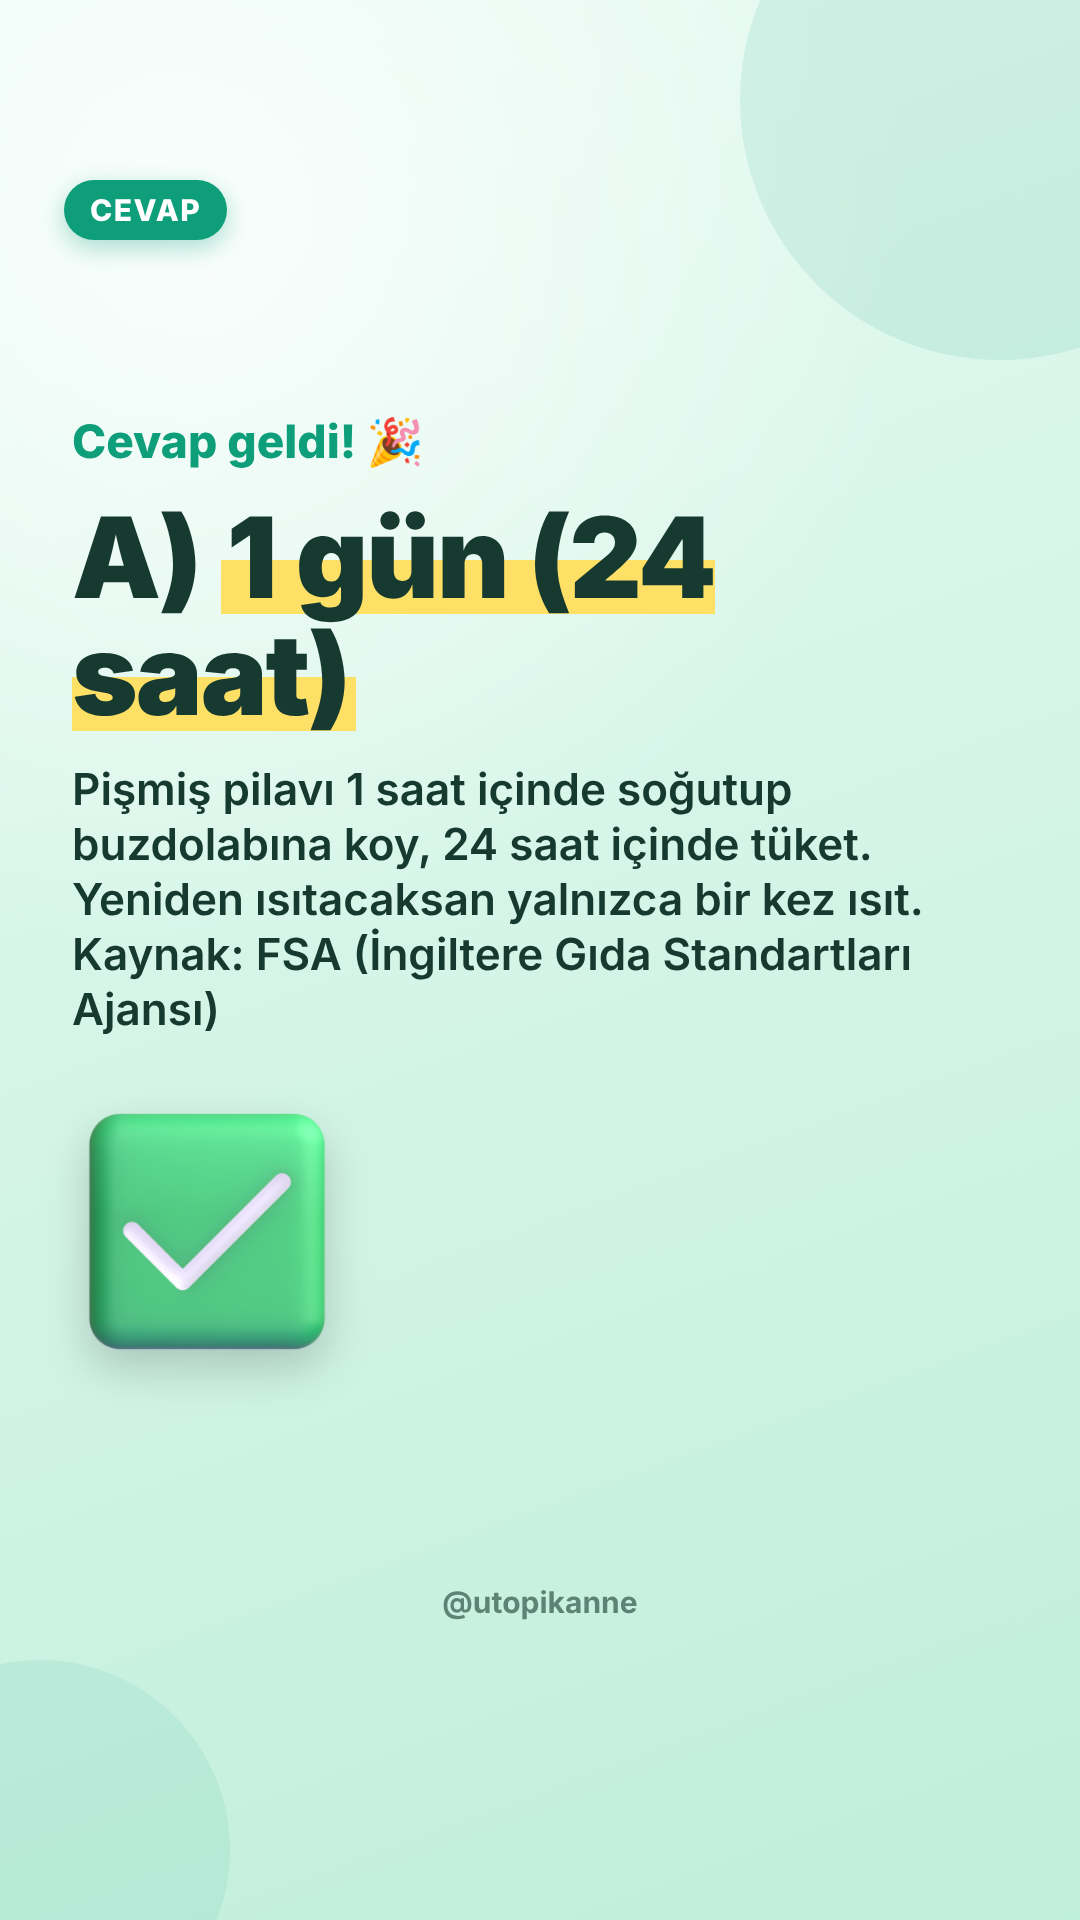 CEVAP
Cevap geldi! 🎉
A) 1 gün (24
saat)
Pişmiş pilavı 1 saat içinde soğutup
buzdolabına koy, 24 saat içinde tüket.
Yeniden ısıtacaksan yalnızca bir kez ısıt.
Kaynak: FSA (İngiltere Gıda Standartları
Ajansı)
@utopikanne